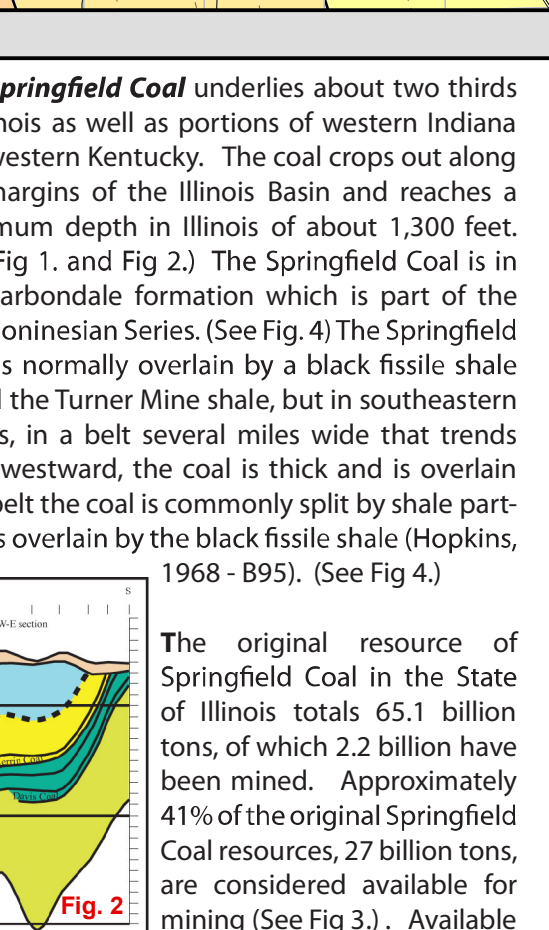 pringfield Coal underlies about two thirds
nois as well as portions of western Indiana
western Kentucky. The coal crops out along
margins of the Illinois Basin and reaches a
mum depth in Illinois of about 1,300 feet.
Fig 1. and Fig 2.) The Springfield Coal is in
arbondale formation which is part of the
oninesian Series. (See Fig. 4) The Springfield
s normally overlain by a black fissile shale
l the Turner Mine shale, but in southeastern
s, in a belt several miles wide that trends
westward, the coal is thick and is overlain
belt the coal is commonly split by shale part-
s overlain by the black fissile shale (Hopkins,
1968 - B95). (See Fig 4.)
S
W-E section
The original resource of
Springfield Coal in the State
of Illinois totals 65.1 billion
tons, of which 2.2 billion have
been mined. Approximately
41% of the original Springfield
Coal resources, 27 billion tons,
are considered available for
mining (See Fig 3.) . Available
Coal
Davis Coal
Fig. 2